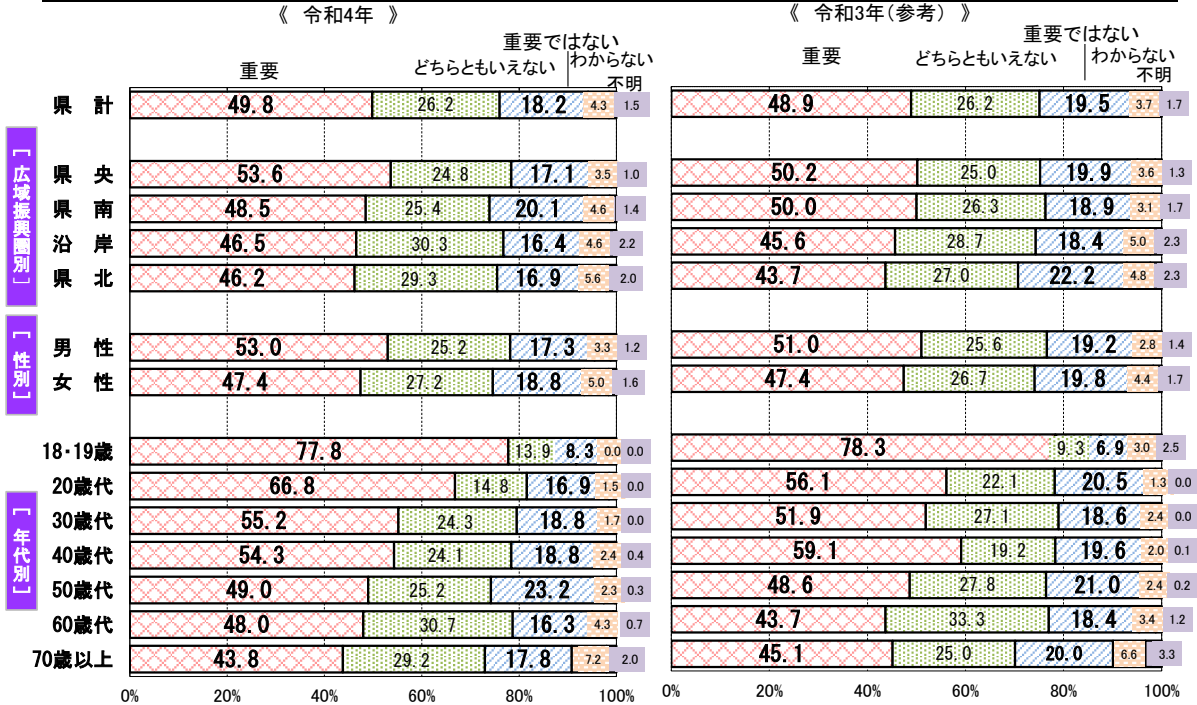 《 令和4年 》
《 令和3年(参考) 》
重要
どちらともいえない
重要ではない
わからない
不明
重要
どちらともいえない
重要ではない
わからない
不明
県 計 49.8 26.2 18.2 4.3 1.5 48.9 26.2 19.5 3.7 1.7
[広域振興圏別]
県 央 53.6 24.8 17.1 3.5 1.0 50.2 25.0 19.9 3.6 1.3
県 南 48.5 25.4 20.1 4.6 1.4 50.0 26.3 18.9 3.1 1.7
沿 岸 46.5 30.3 16.4 4.6 2.2 45.6 28.7 18.4 5.0 2.3
県 北 46.2 29.3 16.9 5.6 2.0 43.7 27.0 22.2 4.8 2.3
[性別]
男 性 53.0 25.2 17.3 3.3 1.2 51.0 25.6 19.2 2.8 1.4
女 性 47.4 27.2 18.8 5.0 1.6 47.4 26.7 19.8 4.4 1.7
[年代別]
18・19歳 77.8 13.9 8.3 0.0 0.0 78.3 9.3 6.9 3.0 2.5
20歳代 66.8 14.8 16.9 1.5 0.0 56.1 22.1 20.5 1.3 0.0
30歳代 55.2 24.3 18.8 1.7 0.0 51.9 27.1 18.6 2.4 0.0
40歳代 54.3 24.1 18.8 2.4 0.4 59.1 19.2 19.6 2.0 0.1
50歳代 49.0 25.2 23.2 2.3 0.3 48.6 27.8 21.0 2.4 0.2
60歳代 48.0 30.7 16.3 4.3 0.7 43.7 33.3 18.4 3.4 1.2
70歳以上 43.8 29.2 17.8 7.2 2.0 45.1 25.0 20.0 6.6 3.3
0% 20% 40% 60% 80% 100% 0% 20% 40% 60% 80% 100%